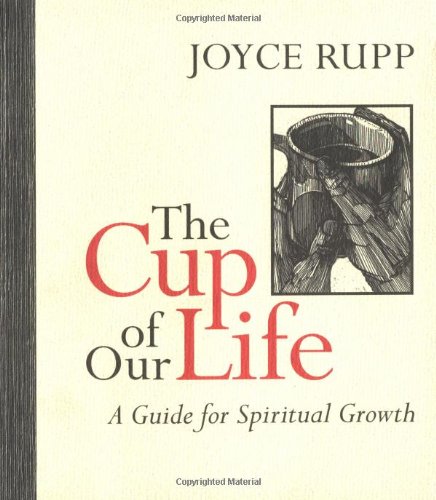 Copyrighted Material
JOYCE RUPP
The
Cup
of
Our Life
A Guide for Spiritual Growth
Copyrighted Material